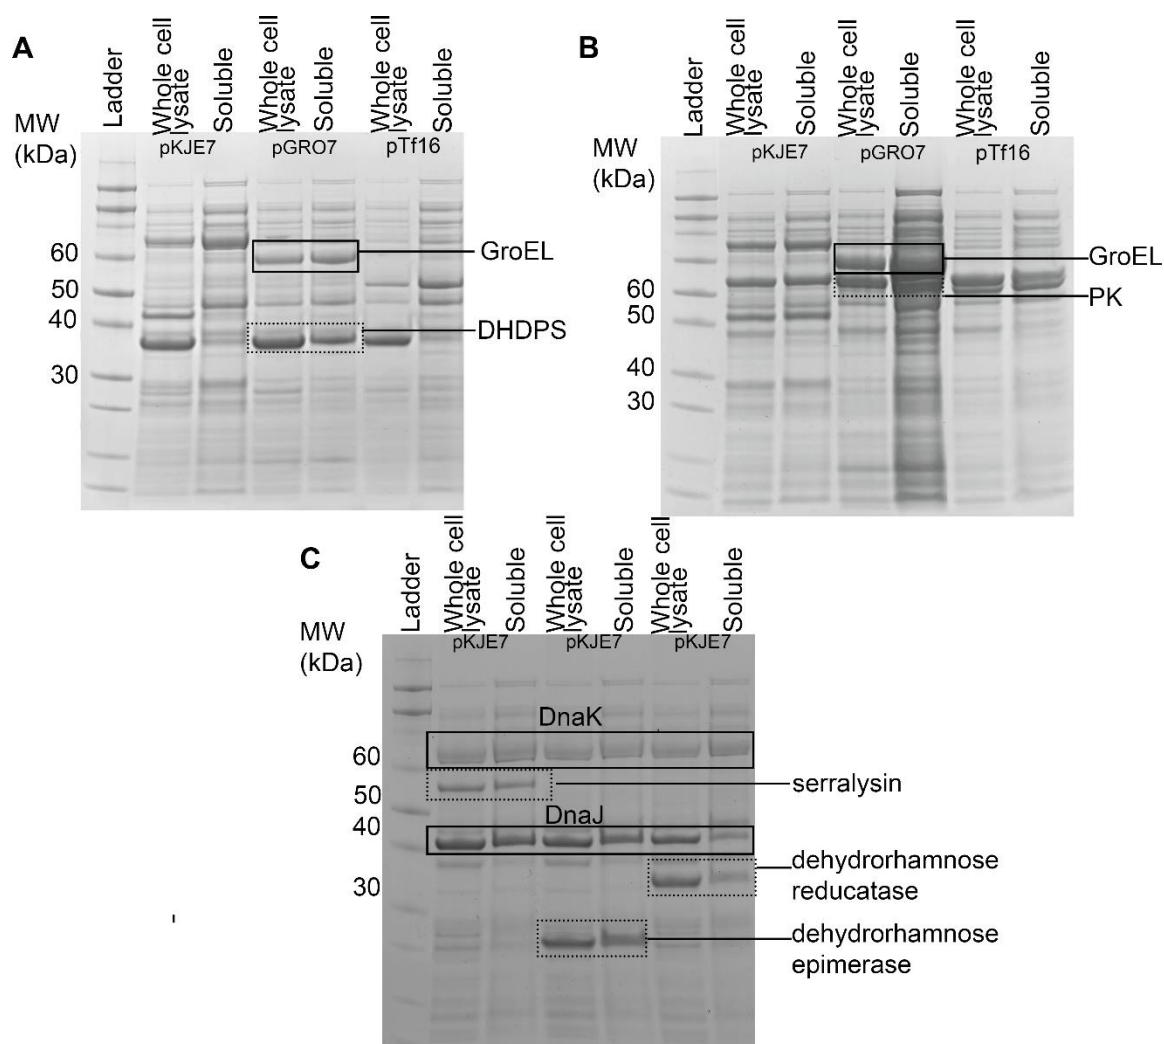 A
MW
(kDa)
Ladder
Whole cell
lysate
Soluble
Whole cell
lysate
Soluble
Whole cell
lysate
Soluble
pKJE7
pGRO7
pTf16
60
50
40
30
GroEL
DHDPS
B
MW
(kDa)
Ladder
Whole cell
lysate
Soluble
Whole cell
lysate
Soluble
Whole cell
lysate
Soluble
pKJE7
pGRO7
pTf16
60
50
40
30
GroEL
PK
C
MW
(kDa)
Ladder
Whole cell
lysate
Soluble
Whole cell
lysate
Soluble
Whole cell
lysate
Soluble
pKJE7
pKJE7
pKJE7
DnaK
60
50
40
30
serralysin
DnaJ
dehydrorhamnose
reducatase
dehydrorhamnose
epimerase